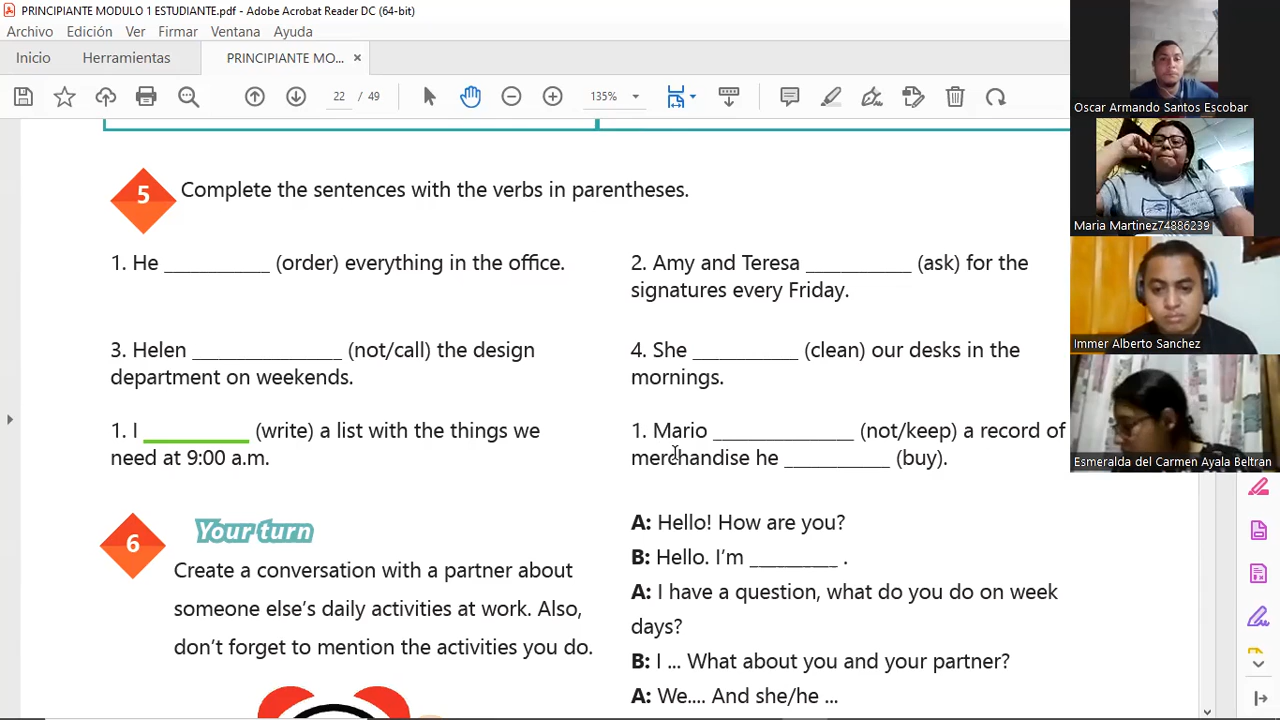 PRINCIPIANTE MODULO 1 ESTUDIANTE.pdf - Adobe Acrobat Reader DC (64-bit)
Archivo Edición Ver Firmar Ventana Ayuda
Inicio Herramientas PRINCIPIANTE MO... ×
22 / 49 135%
5 Complete the sentences with the verbs in parentheses.
1. He ___________ (order) everything in the office.
2. Amy and Teresa ___________ (ask) for the
signatures every Friday.
3. Helen ________________ (not/call) the design
department on weekends.
4. She ___________ (clean) our desks in the
mornings.
1. I ___________ (write) a list with the things we
need at 9:00 a.m.
1. Mario _______________ (not/keep) a record of
merchandise he ___________ (buy).
6 Your turn
Create a conversation with a partner about
someone else's daily activities at work. Also,
don't forget to mention the activities you do.
A: Hello! How are you?
B: Hello. I'm __________ .
A: I have a question, what do you do on week
days?
B: I ... What about you and your partner?
A: We.... And she/he ...
Oscar Armando Santos Escobar
Maria Martinez74886239
Immer Alberto Sanchez
Esmeralda del Carmen Ayala Beltran